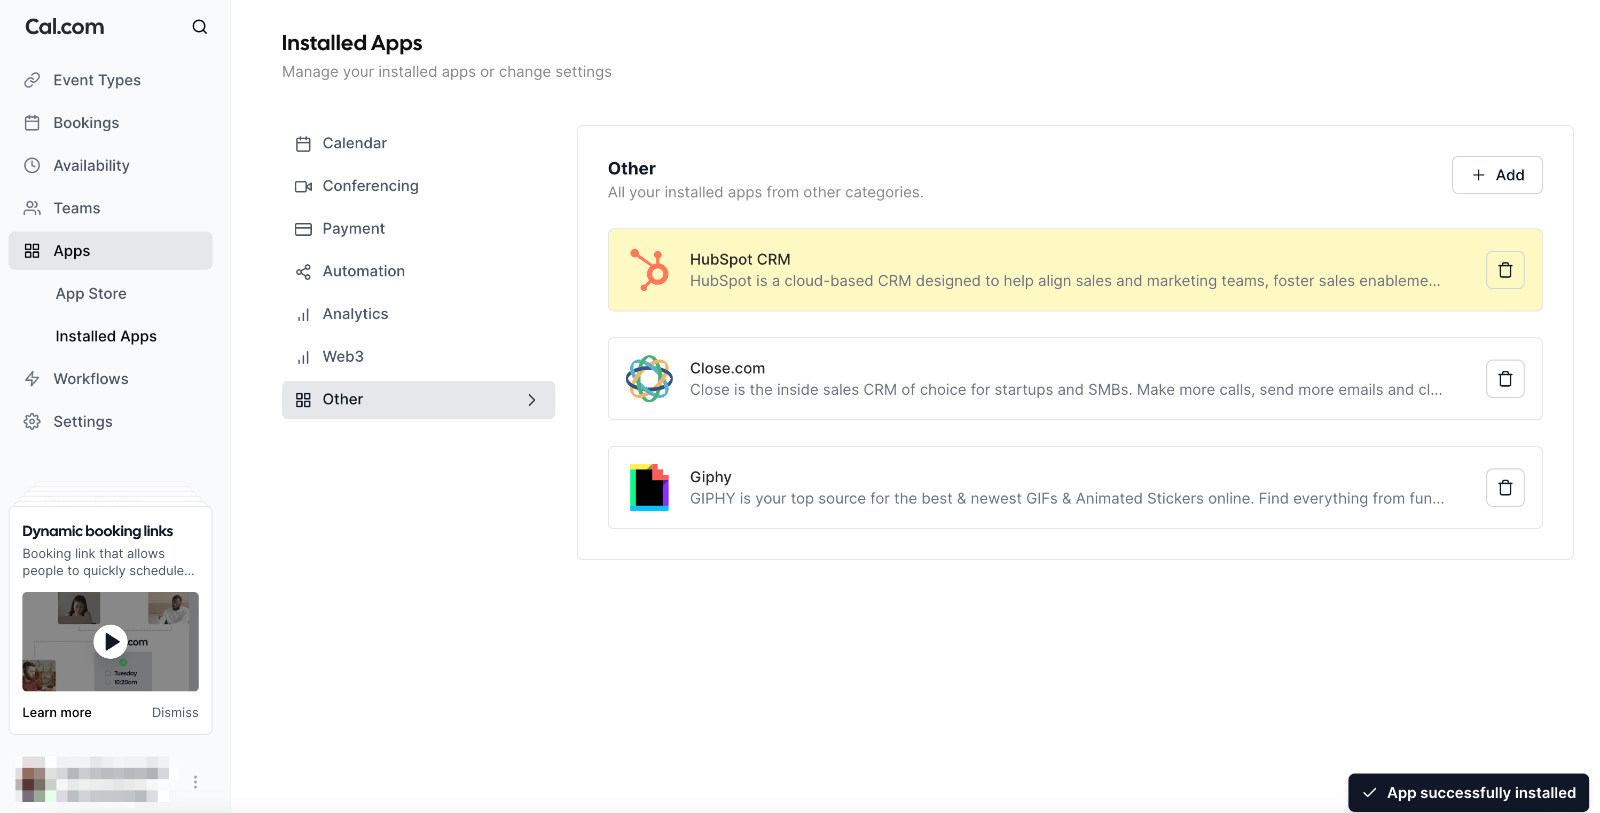 Cal.com
Event Types
Bookings
Availability
Teams
Apps
App Store
Installed Apps
Workflows
Settings
Dynamic booking links
Booking link that allows
people to quickly schedule...
.com
Tuesday
10:20am
Learn more
Dismiss
Installed Apps
Manage your installed apps or change settings
Calendar
Conferencing
Payment
Automation
Analytics
Web3
Other
Other
All your installed apps from other categories.
Add
HubSpot CRM
HubSpot is a cloud-based CRM designed to help align sales and marketing teams, foster sales enableme...
Close.com
Close is the inside sales CRM of choice for startups and SMBs. Make more calls, send more emails and cl...
Giphy
GIPHY is your top source for the best & newest GIFs & Animated Stickers online. Find everything from fun...
App successfully installed